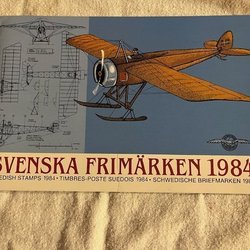 SVENSKA FRIMÄRKEN 1984
EDISH STAMPS 1984 • TIMBRES-POSTE SUEDOIS 1984 • SCHWEDISCHE BRIEFMARKEN 19